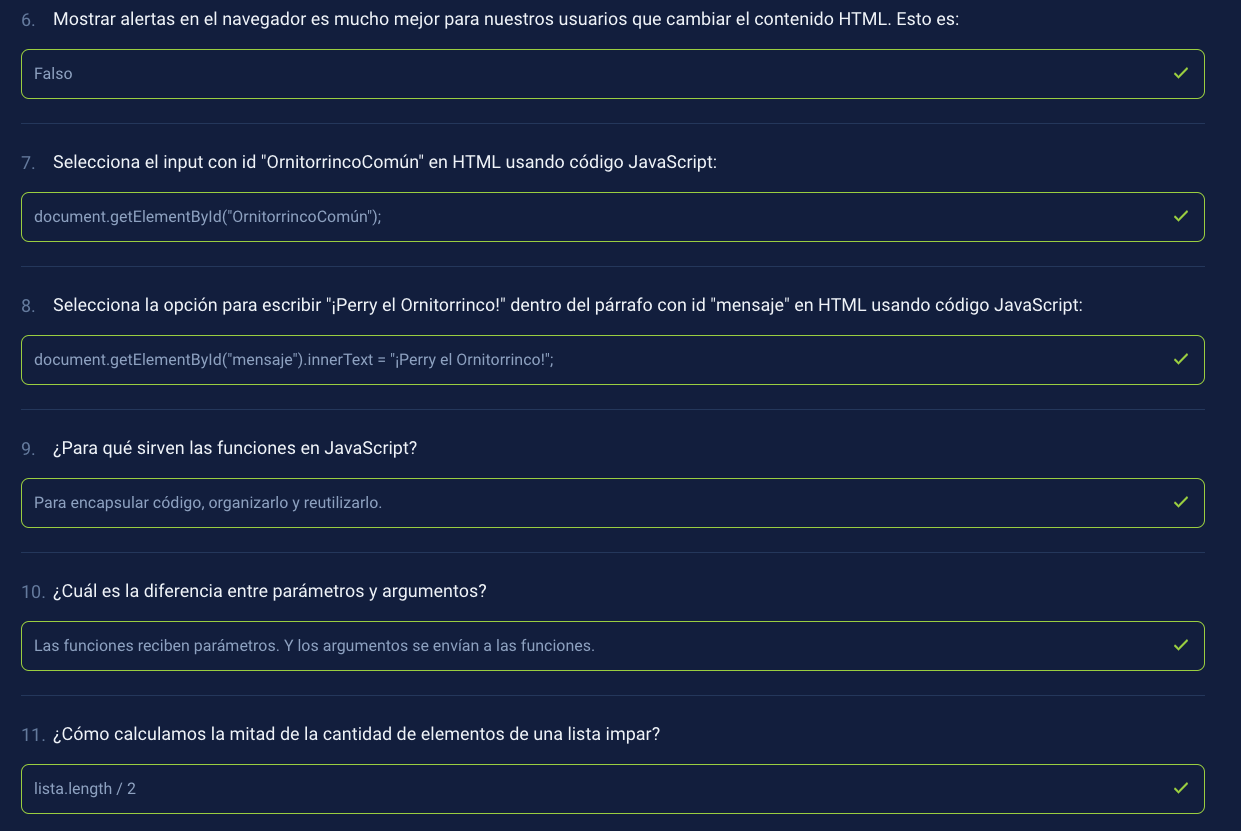 6. Mostrar alertas en el navegador es mucho mejor para nuestros usuarios que cambiar el contenido HTML. Esto es:
Falso
7. Selecciona el input con id "OrnitorrincoComún" en HTML usando código JavaScript:
document.getElementById("OrnitorrincoComún");
8. Selecciona la opción para escribir "¡Perry el Ornitorrinco!" dentro del párrafo con id "mensaje" en HTML usando código JavaScript:
document.getElementById("mensaje").innerText = "¡Perry el Ornitorrinco!";
9. ¿Para qué sirven las funciones en JavaScript?
Para encapsular código, organizarlo y reutilizarlo.
10. ¿Cuál es la diferencia entre parámetros y argumentos?
Las funciones reciben parámetros. Y los argumentos se envían a las funciones.
11. ¿Cómo calculamos la mitad de la cantidad de elementos de una lista impar?
lista.length / 2